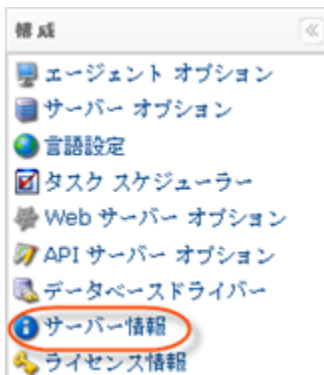 構成
エージェント オプション
サーバー オプション
言語設定
タスク スケジューラー
Web サーバー オプション
API サーバー オプション
データベースドライバー
サーバー情報
ライセンス情報